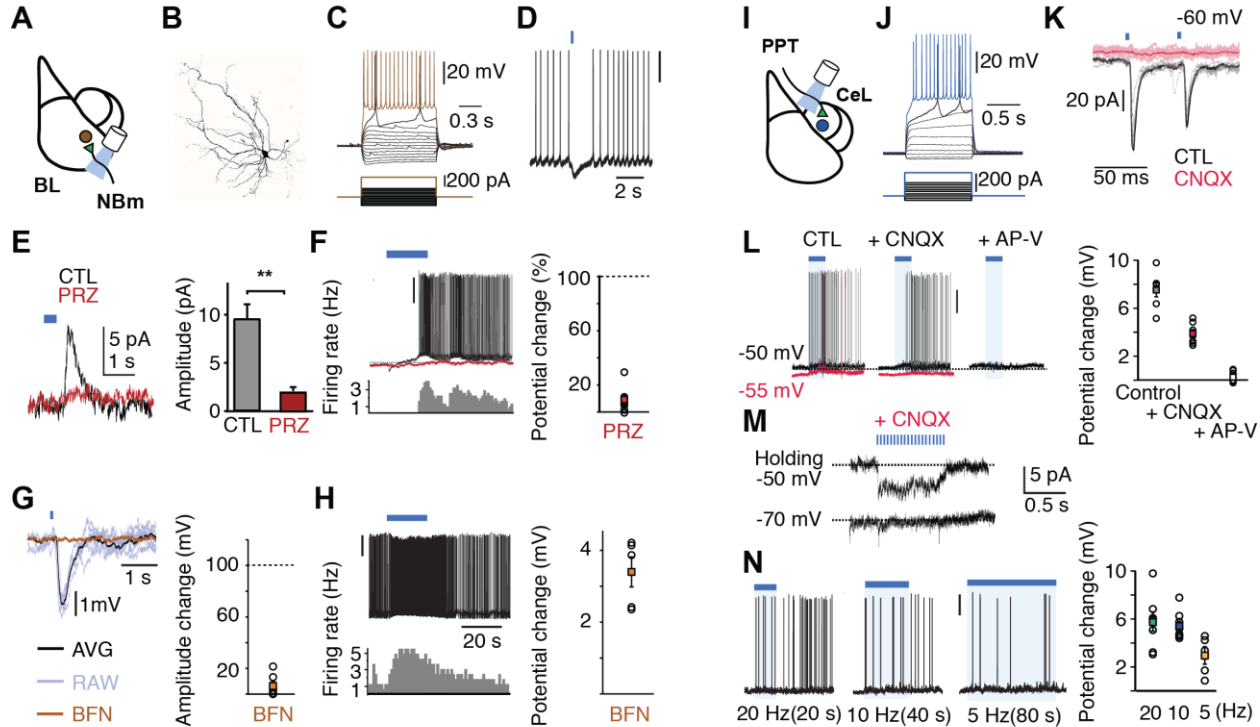 A
BL
NBm
B
C
20 mV
0.3 s
200 pA
D
2 s
E
CTL
PRZ
5 pA
1 s
Amplitude (pA)
10
5
0
**
CTL
PRZ
F
Firing rate (Hz)
3
1
Potential change (%)
100
60
20
PRZ
G
1 s
1mV
AVG
RAW
BFN
Amplitude change (mV)
100
60
20
BFN
H
Firing rate (Hz)
20 s
5
3
1
Potential change (mV)
4
2
BFN
I
PPT
CeL
J
20 mV
0.5 s
200 pA
K
-60 mV
20 pA
50 ms
CTL
CNQX
L
CTL
+ CNQX
+ AP-V
-50 mV
-55 mV
Potential change (mV)
10
6
2
0
Control
+ CNQX
+ AP-V
M
+ CNQX
Holding
-50 mV
-70 mV
5 pA
0.5 s
N
20 Hz(20 s)
10 Hz(40 s)
5 Hz(80 s)
Potential change (mV)
10
6
2
20 10 5 (Hz)